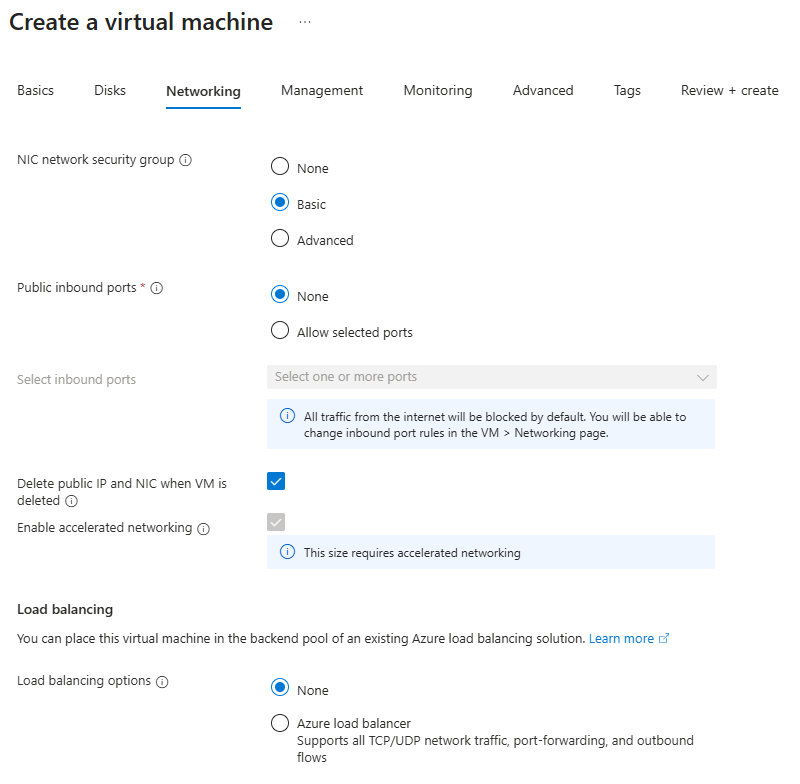 Create a virtual machine ...
Basics Disks Networking Management Monitoring Advanced Tags Review + create
NIC network security group
None
Basic
Advanced
Public inbound ports *
None
Allow selected ports
Select inbound ports
Select one or more ports
All traffic from the internet will be blocked by default. You will be able to
change inbound port rules in the VM > Networking page.
Delete public IP and NIC when VM is
deleted
Enable accelerated networking
This size requires accelerated networking
Load balancing
You can place this virtual machine in the backend pool of an existing Azure load balancing solution. Learn more
Load balancing options
None
Azure load balancer
Supports all TCP/UDP network traffic, port-forwarding, and outbound
flows